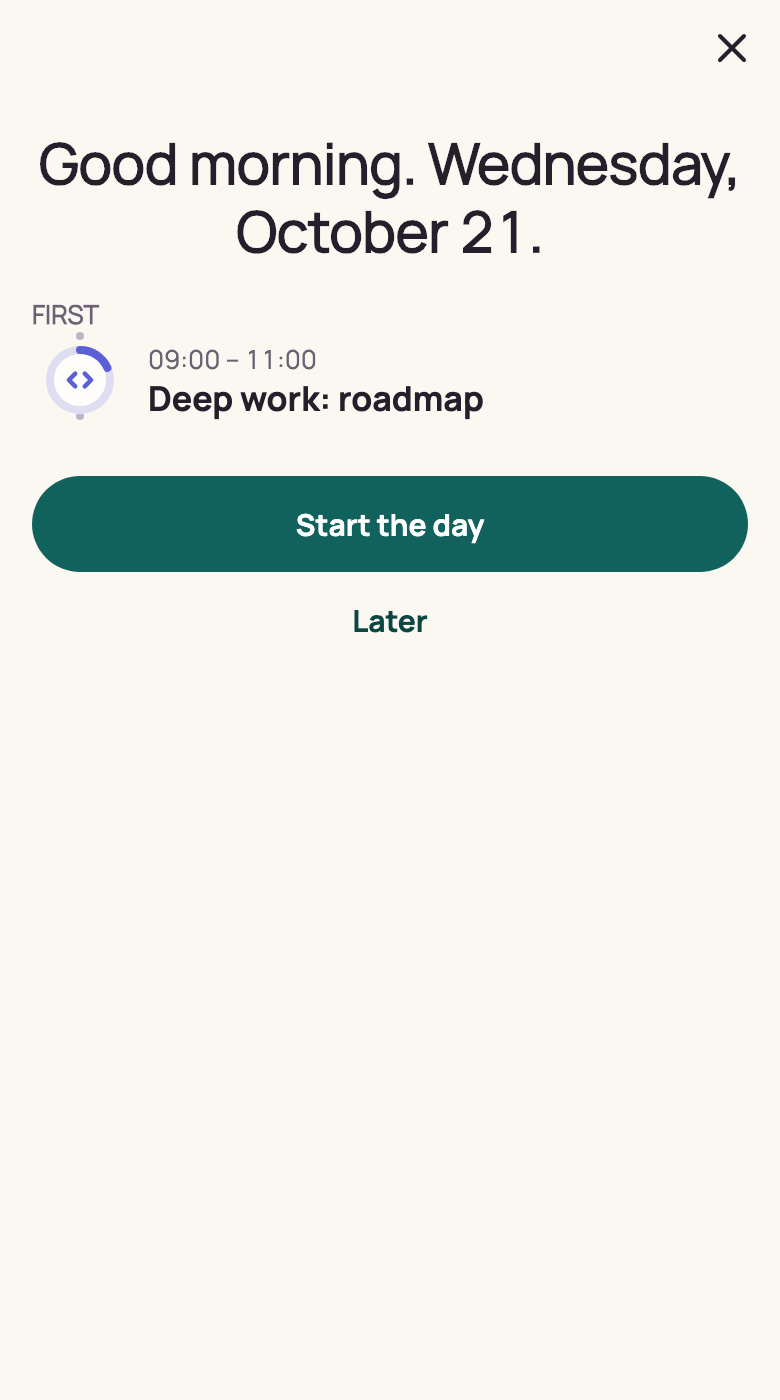 Good morning. Wednesday,
October 21.
FIRST
09:00 – 11:00
Deep work: roadmap
Start the day
Later